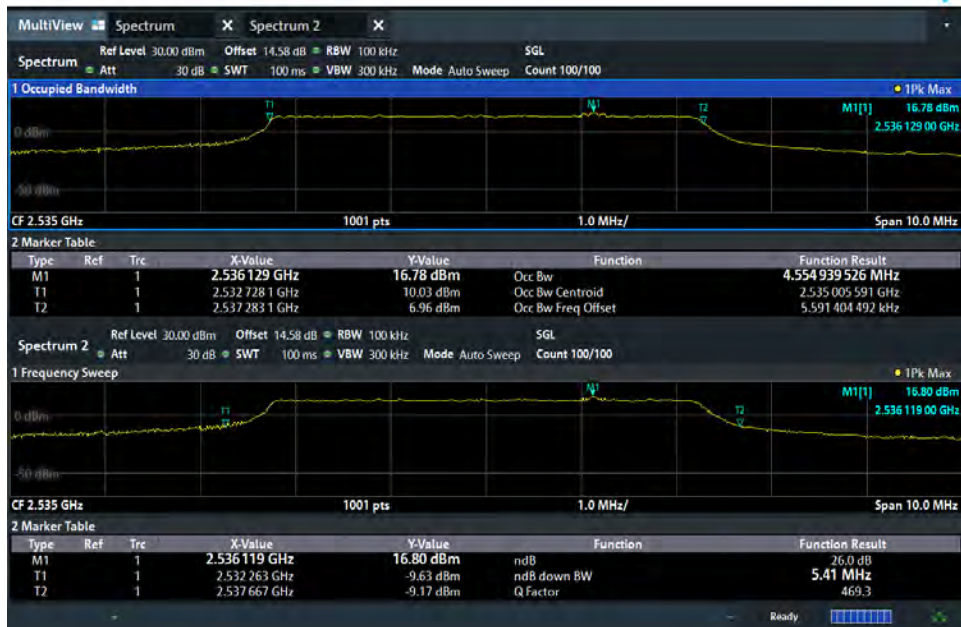 MultiView Spectrum X Spectrum 2 X
Spectrum Ref Level 30.00 dBm Offset 14.58 dB RBW 100 kHz SGL
Att 30 dB SWT 100 ms VBW 300 kHz Mode Auto Sweep Count 100/100
1 Occupied Bandwidth 1Pk Max
T1 M1 T2 M1[1] 16.78 dBm
2.536 129 00 GHz
0 dBm
-50 dBm
CF 2.535 GHz 1001 pts 1.0 MHz/ Span 10.0 MHz
2 Marker Table
Type Ref Trc X-Value Y-Value Function Function Result
M1 1 2.536 129 GHz 16.78 dBm Occ Bw 4.554 939 526 MHz
T1 1 2.532 728 1 GHz 10.03 dBm Occ Bw Centroid 2.535 005 591 GHz
T2 1 2.537 283 1 GHz 6.96 dBm Occ Bw Freq Offset 5.591 404 492 kHz
Spectrum 2 Ref Level 30.00 dBm Offset 14.58 dB RBW 100 kHz SGL
Att 30 dB SWT 100 ms VBW 300 kHz Mode Auto Sweep Count 100/100
1 Frequency Sweep 1Pk Max
M1 M1[1] 16.80 dBm
T1 T2 2.536 119 00 GHz
0 dBm
-50 dBm
CF 2.535 GHz 1001 pts 1.0 MHz/ Span 10.0 MHz
2 Marker Table
Type Ref Trc X-Value Y-Value Function Function Result
M1 1 2.536 119 GHz 16.80 dBm ndB 26.0 dB
T1 1 2.532 263 GHz -9.63 dBm ndB down BW 5.41 MHz
T2 1 2.537 667 GHz -9.17 dBm Q Factor 469.3
Ready